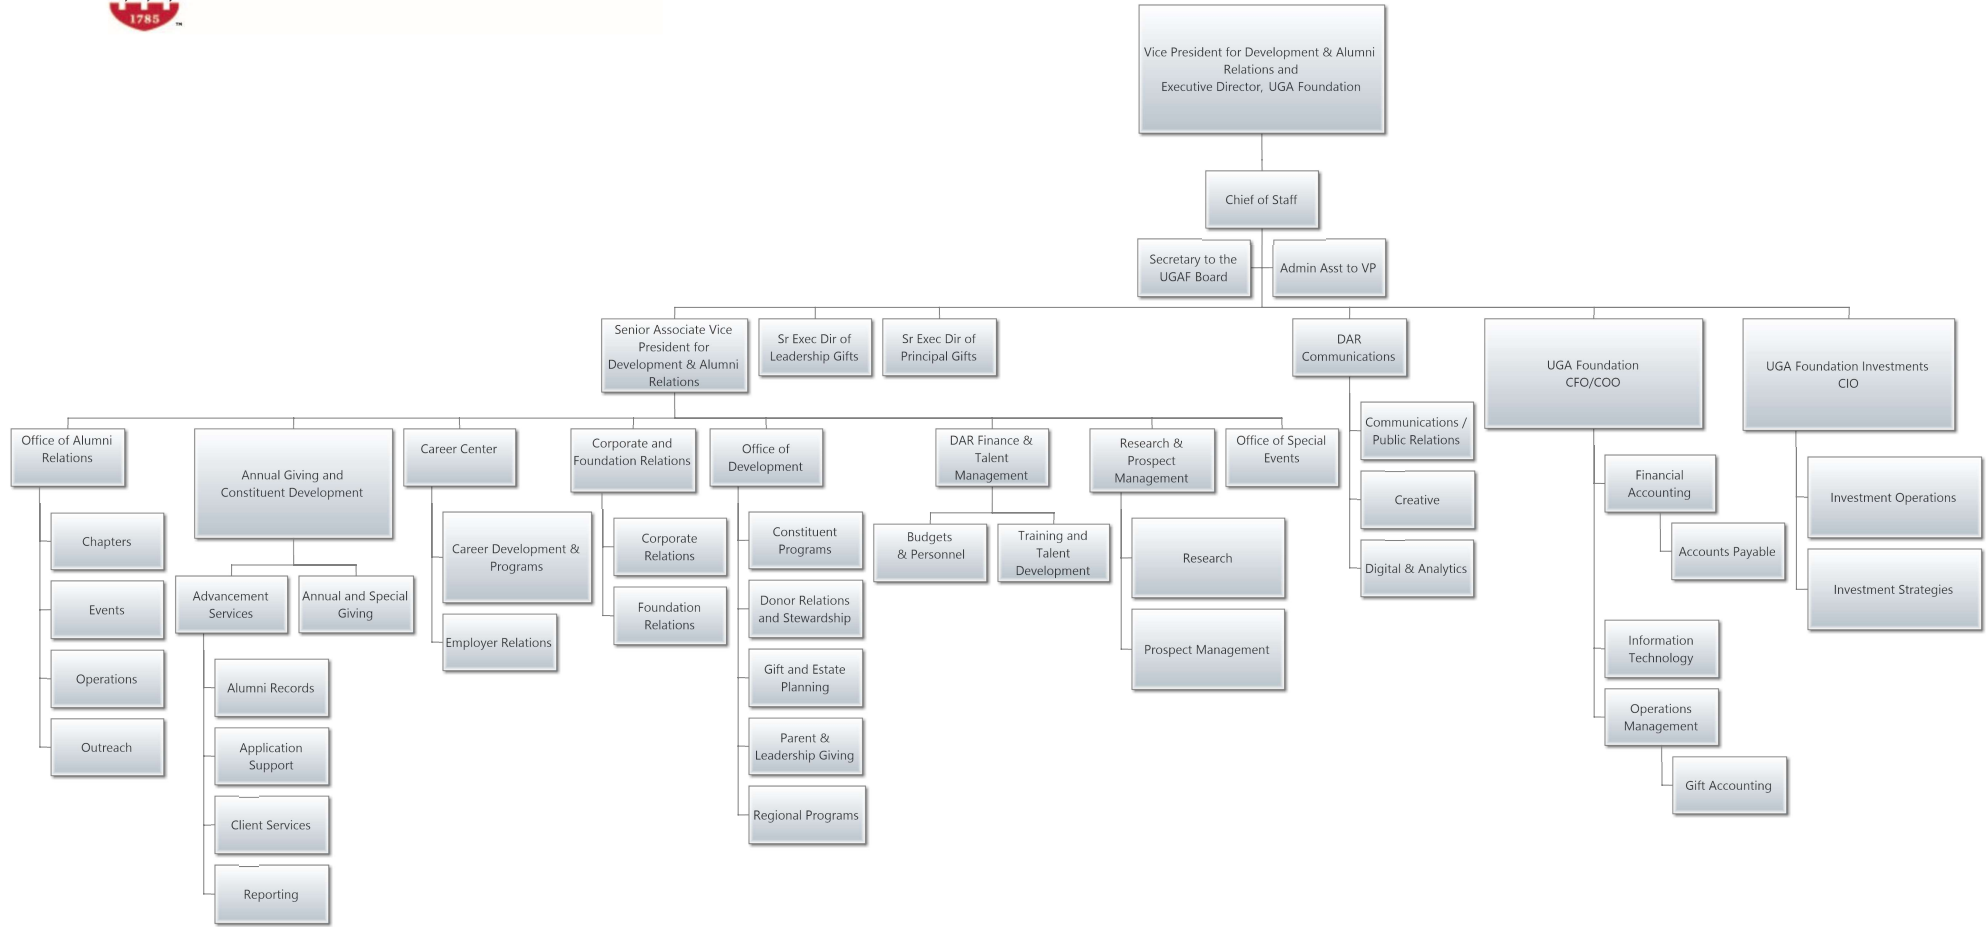 1785
™
Vice President for Development & Alumni
Relations and
Executive Director, UGA Foundation
Chief of Staff
Secretary to the
UGAF Board
Admin Asst to VP
Senior Associate Vice
President for
Development & Alumni
Relations
Sr Exec Dir of
Leadership Gifts
Sr Exec Dir of
Principal Gifts
DAR
Communications
UGA Foundation
CFO/COO
UGA Foundation Investments
CIO
Office of Alumni
Relations
Chapters
Events
Operations
Outreach
Annual Giving and
Constituent Development
Advancement
Services
Annual and Special
Giving
Alumni Records
Application
Support
Client Services
Reporting
Career Center
Career Development &
Programs
Employer Relations
Corporate and
Foundation Relations
Corporate
Relations
Foundation
Relations
Office of
Development
Constituent
Programs
Donor Relations
and Stewardship
Gift and Estate
Planning
Parent &
Leadership Giving
Regional Programs
DAR Finance &
Talent
Management
Budgets
& Personnel
Training and
Talent
Development
Research &
Prospect
Management
Research
Prospect Management
Office of Special
Events
Communications /
Public Relations
Creative
Digital & Analytics
Financial
Accounting
Accounts Payable
Information
Technology
Operations
Management
Gift Accounting
Investment Operations
Investment Strategies